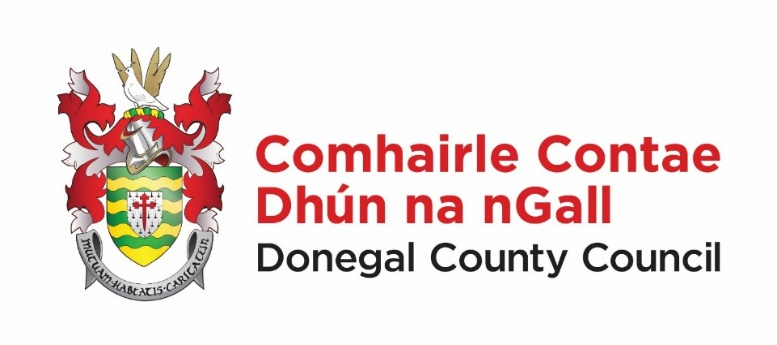 Comhairle Contae
Dhún na nGall
Donegal County Council
MUTUAM·HABEATIS·CARITATEM